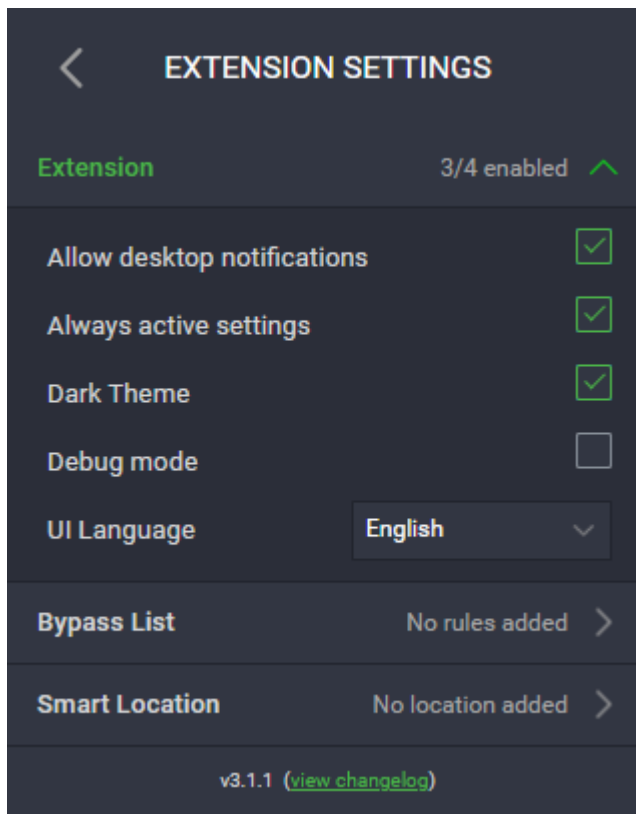 EXTENSION SETTINGS
Extension 3/4 enabled
Allow desktop notifications
Always active settings
Dark Theme
Debug mode
UI Language English
Bypass List No rules added
Smart Location No location added
v3.1.1 (view changelog)